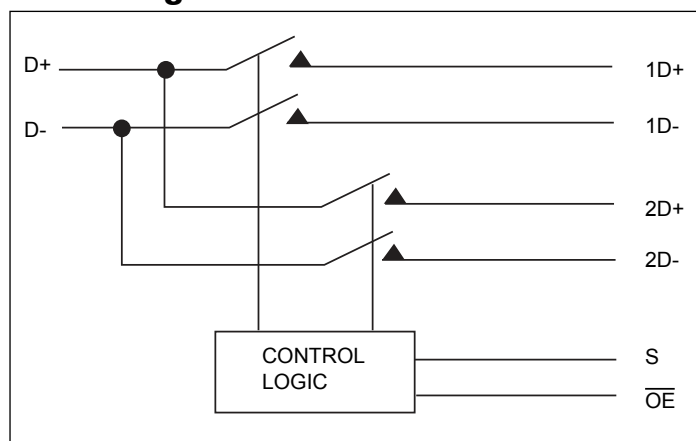 D+
1D+
D-
1D-
2D+
2D-
CONTROL
LOGIC
S
OE